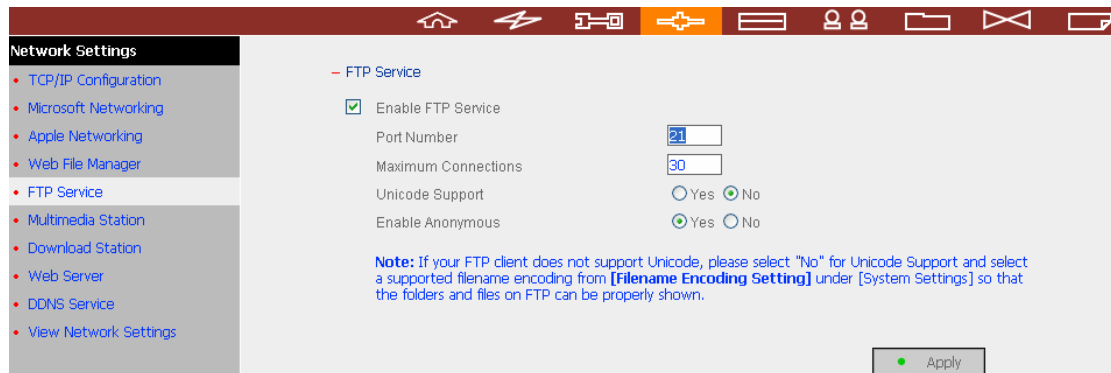 Network Settings
TCP/IP Configuration
Microsoft Networking
Apple Networking
Web File Manager
FTP Service
Multimedia Station
Download Station
Web Server
DDNS Service
View Network Settings
– FTP Service
Enable FTP Service
Port Number 21
Maximum Connections 30
Unicode Support Yes No
Enable Anonymous Yes No
Note: If your FTP client does not support Unicode, please select "No" for Unicode Support and select
a supported filename encoding from [Filename Encoding Setting] under [System Settings] so that
the folders and files on FTP can be properly shown.
Apply